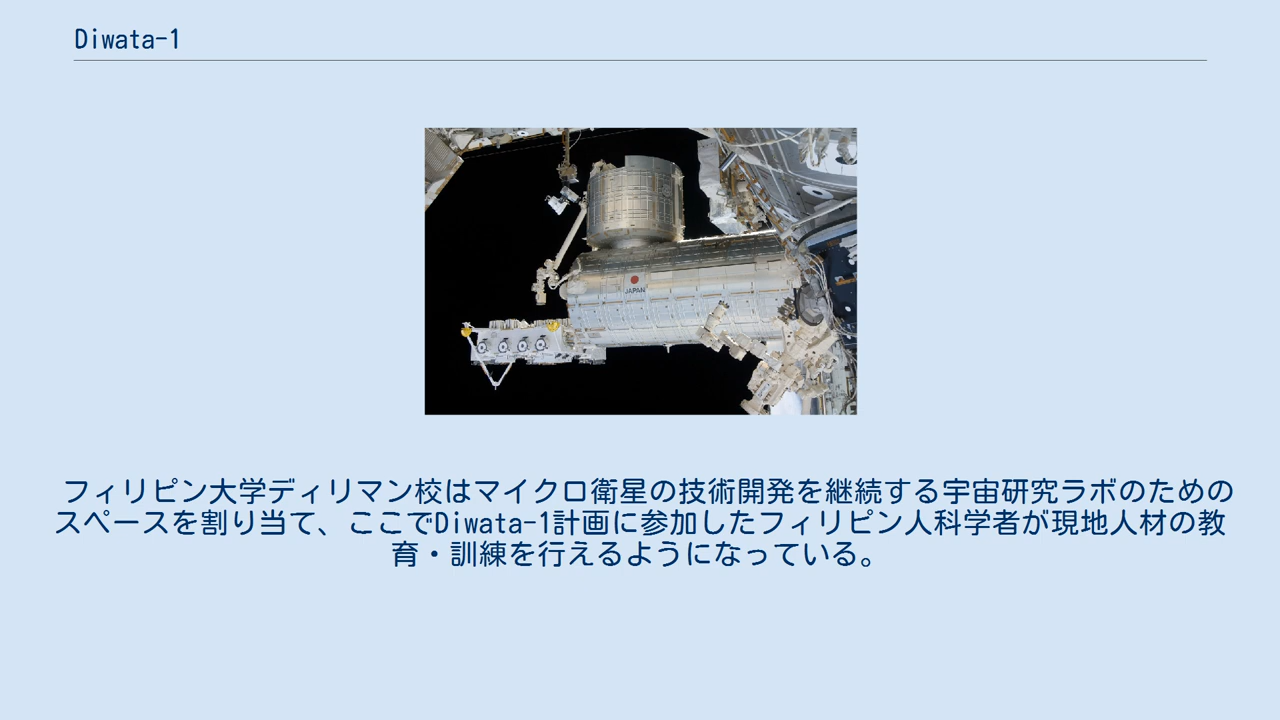 Diwata-1
JAPAN
フィリピン大学ディリマン校はマイクロ衛星の技術開発を継続する宇宙研究ラボのための
スペースを割り当て、ここでDiwata-1計画に参加したフィリピン人科学者が現地人材の教
育・訓練を行えるようになっている。